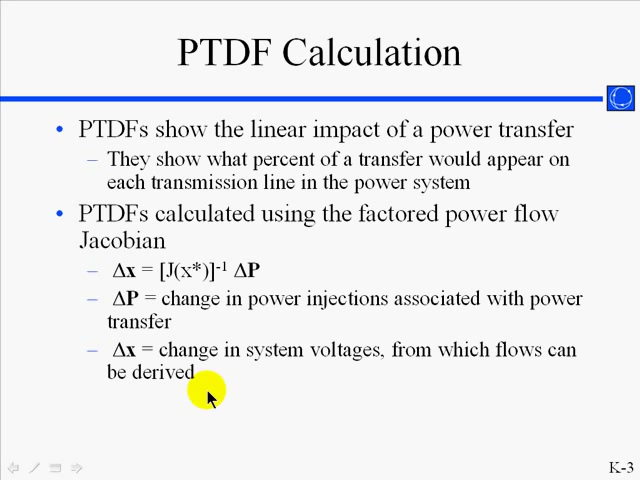 PTDF Calculation
• PTDFs show the linear impact of a power transfer
– They show what percent of a transfer would appear on
each transmission line in the power system
• PTDFs calculated using the factored power flow
Jacobian
– Δx = [J(x*)]⁻¹ ΔP
– ΔP = change in power injections associated with power
transfer
– Δx = change in system voltages, from which flows can
be derived
K-3